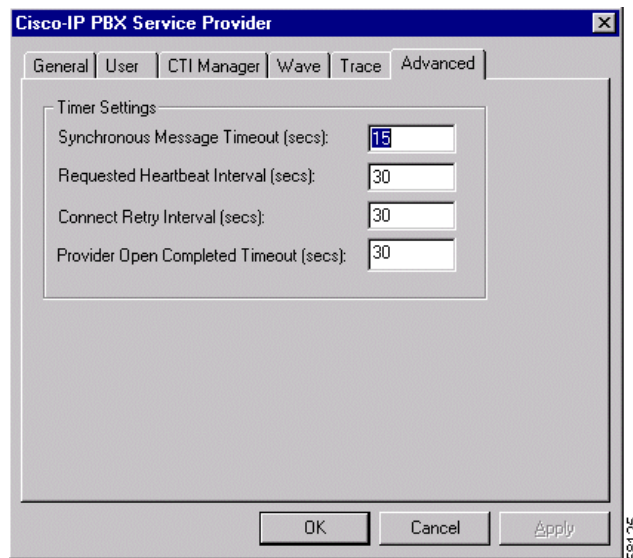 Cisco-IP PBX Service Provider
General User CTI Manager Wave Trace Advanced
Timer Settings
Synchronous Message Timeout (secs): 15
Requested Heartbeat Interval (secs): 30
Connect Retry Interval (secs): 30
Provider Open Completed Timeout (secs): 30
OK Cancel Apply